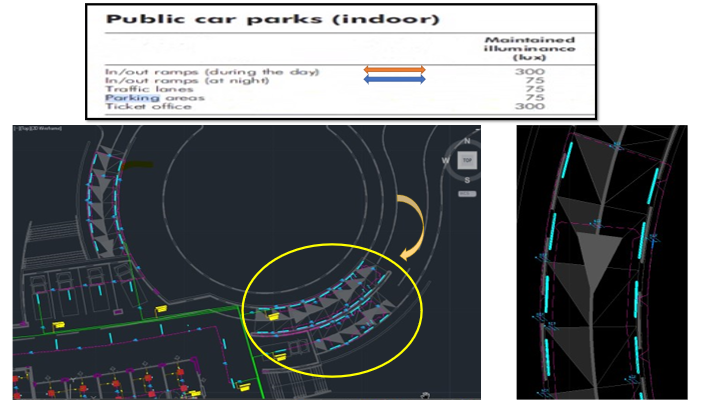 Public car parks (indoor)
Maintained
illuminance
(lux)
In/out ramps (during the day) 300
In/out ramps (at night) 75
Traffic lanes 75
Parking areas 75
Ticket office 300
[-][Top][2D Wireframe]
N
W TOP
S